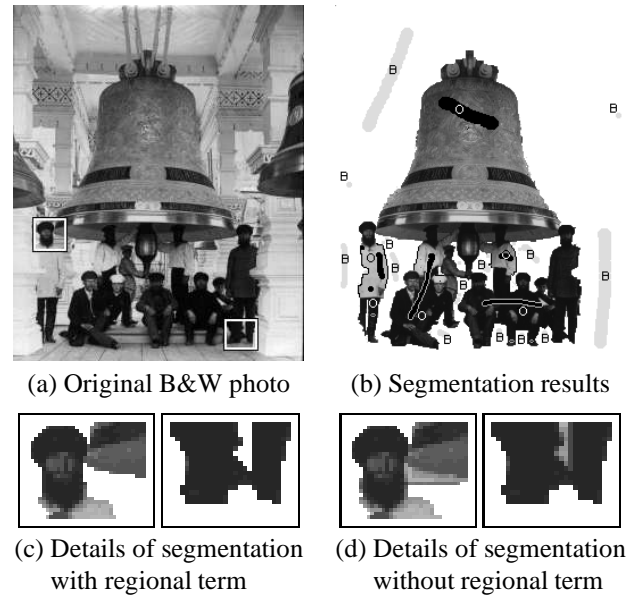 B
O
B
B
B
B
B
O
O
B
B
B
B
O
O
O
B
B
B
B
B
(a) Original B&W photo
(b) Segmentation results
(c) Details of segmentation
with regional term
(d) Details of segmentation
without regional term